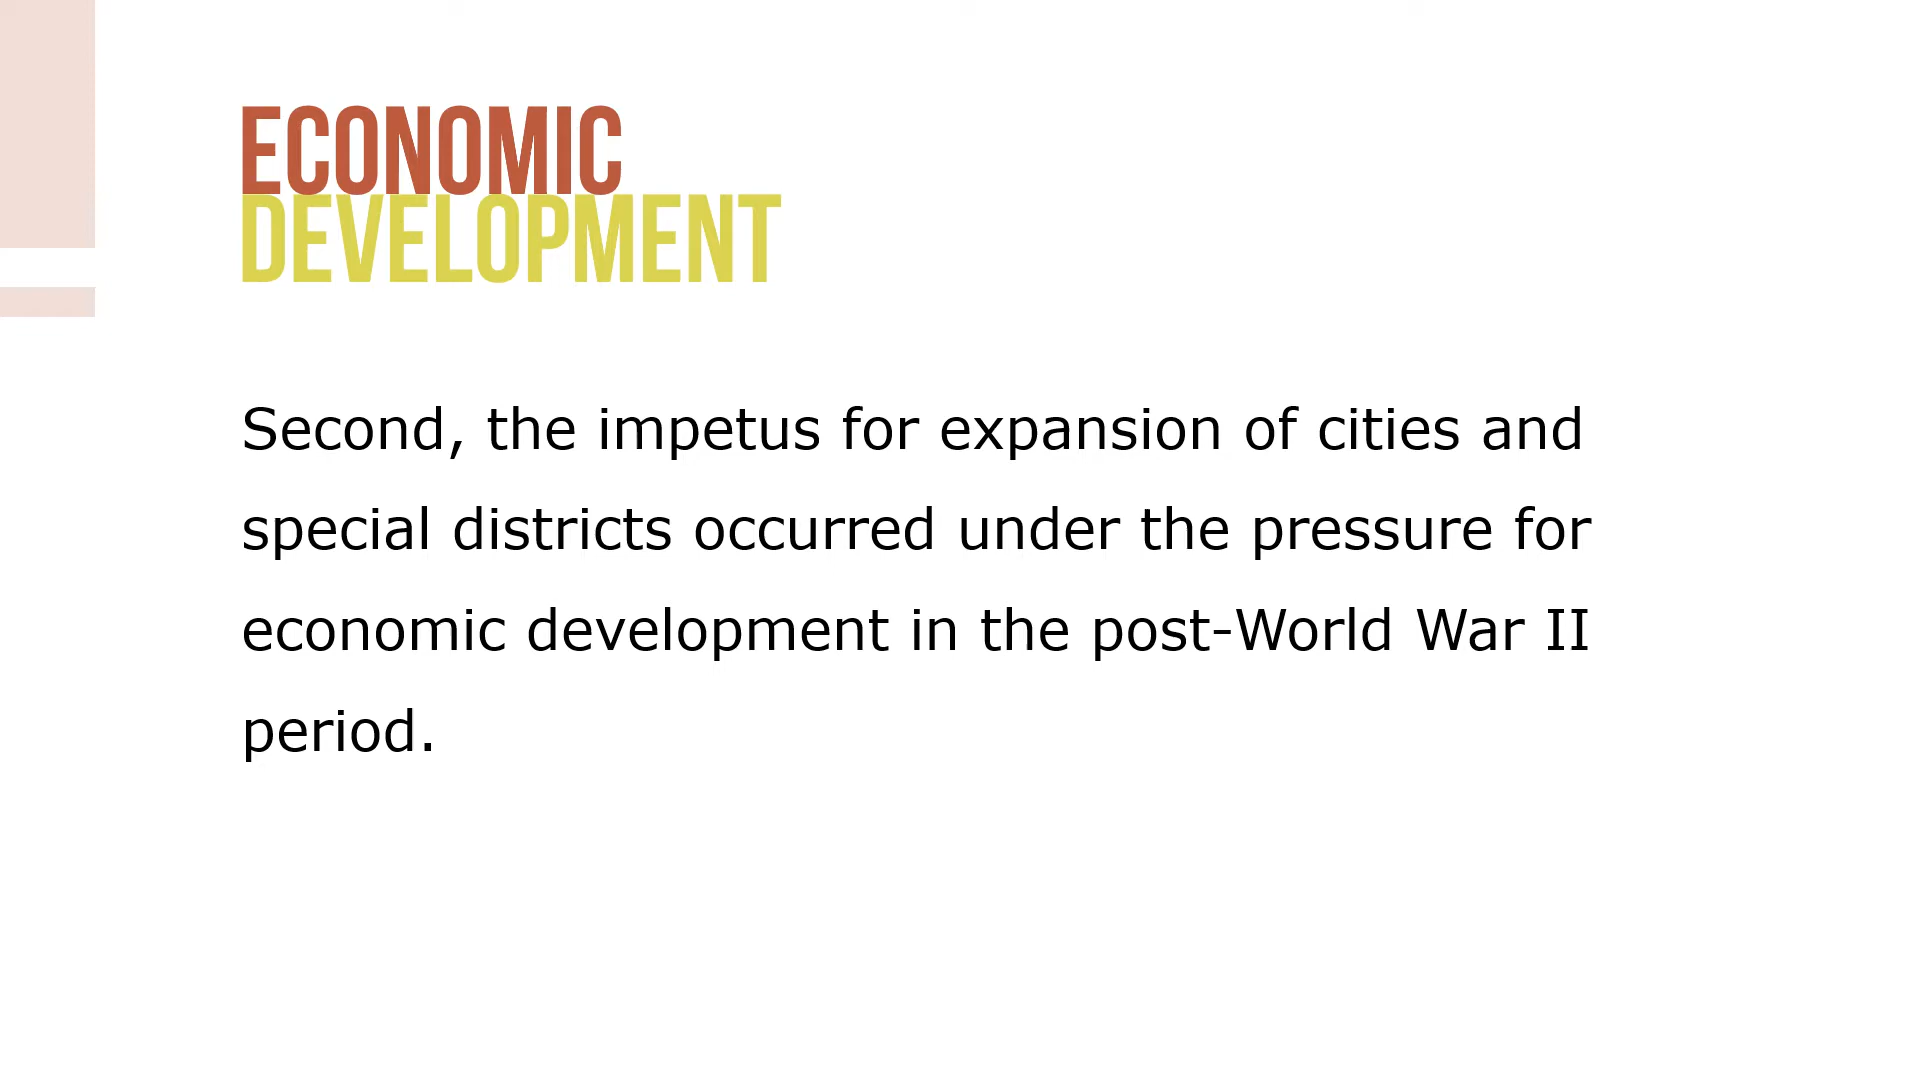 ECONOMIC
DEVELOPMENT
Second, the impetus for expansion of cities and
special districts occurred under the pressure for
economic development in the post-World War II
period.